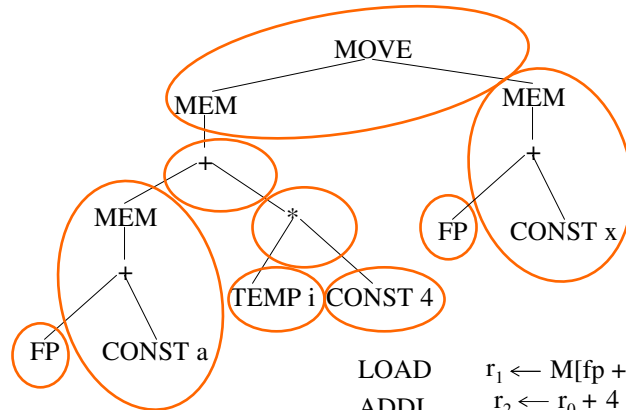 MOVE
MEM MEM
+ +
MEM *
FP CONST x
+
TEMP i CONST 4
FP CONST a
LOAD r₁ ← M[fp +
ADDI r₂ ← r₀ + 4